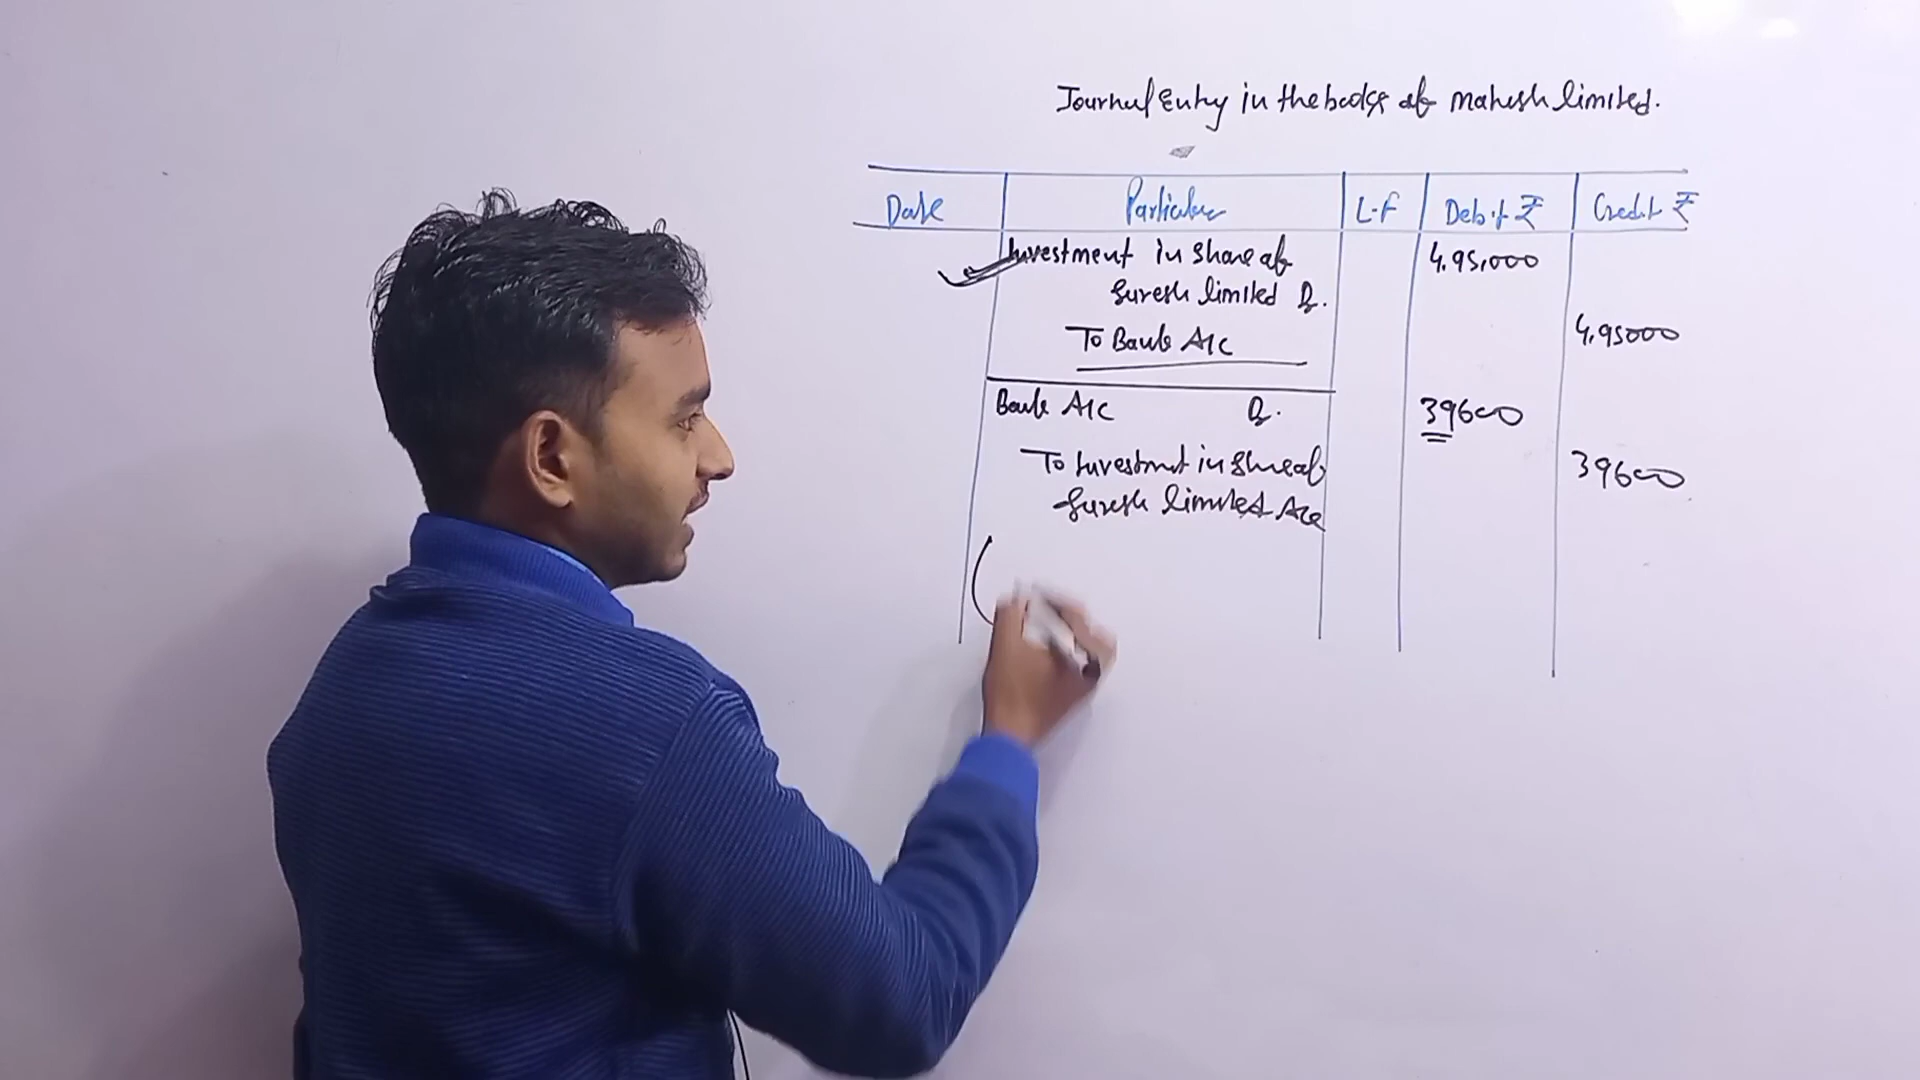 Journal Entry in the books of Mahesh limited.
Date Particular L.F Debit ₹ Credit ₹
Investment in share of 4,95,000
Suresh limited Dr.
To Bank A/C 4,95000
Bank A/C Dr. 39600
To Investment in Share of 39600
Suresh limited A/c